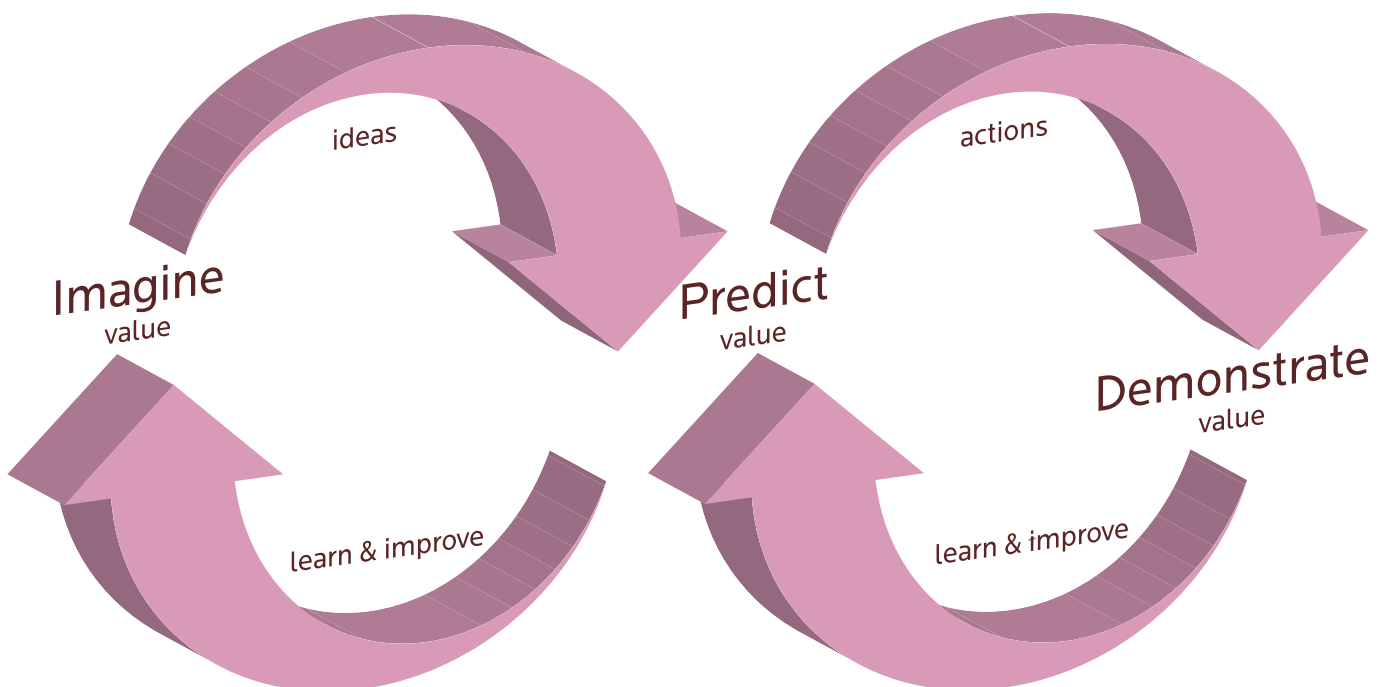 ideas
actions
Imagine
value
Predict
value
Demonstrate
value
learn & improve
learn & improve